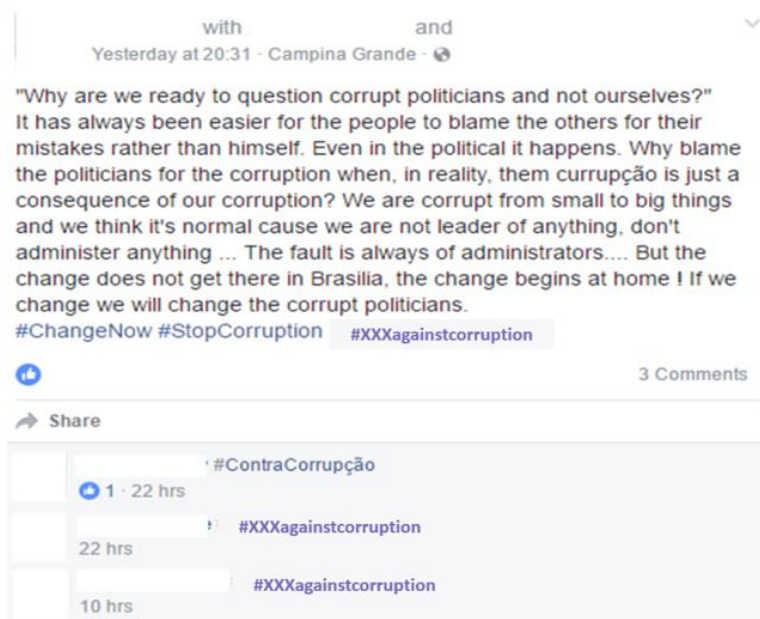 with and
Yesterday at 20:31 · Campina Grande ·
"Why are we ready to question corrupt politicians and not ourselves?"
It has always been easier for the people to blame the others for their
mistakes rather than himself. Even in the political it happens. Why blame
the politicians for the corruption when, in reality, them currupção is just a
consequence of our corruption? We are corrupt from small to big things
and we think it's normal cause we are not leader of anything, don't
administer anything ... The fault is always of administrators.... But the
change does not get there in Brasilia, the change begins at home ! If we
change we will change the corrupt politicians.
#ChangeNow #StopCorruption #XXXagainstcorruption
3 Comments
Share
#ContraCorrupção
1 · 22 hrs
#XXXagainstcorruption
22 hrs
#XXXagainstcorruption
10 hrs